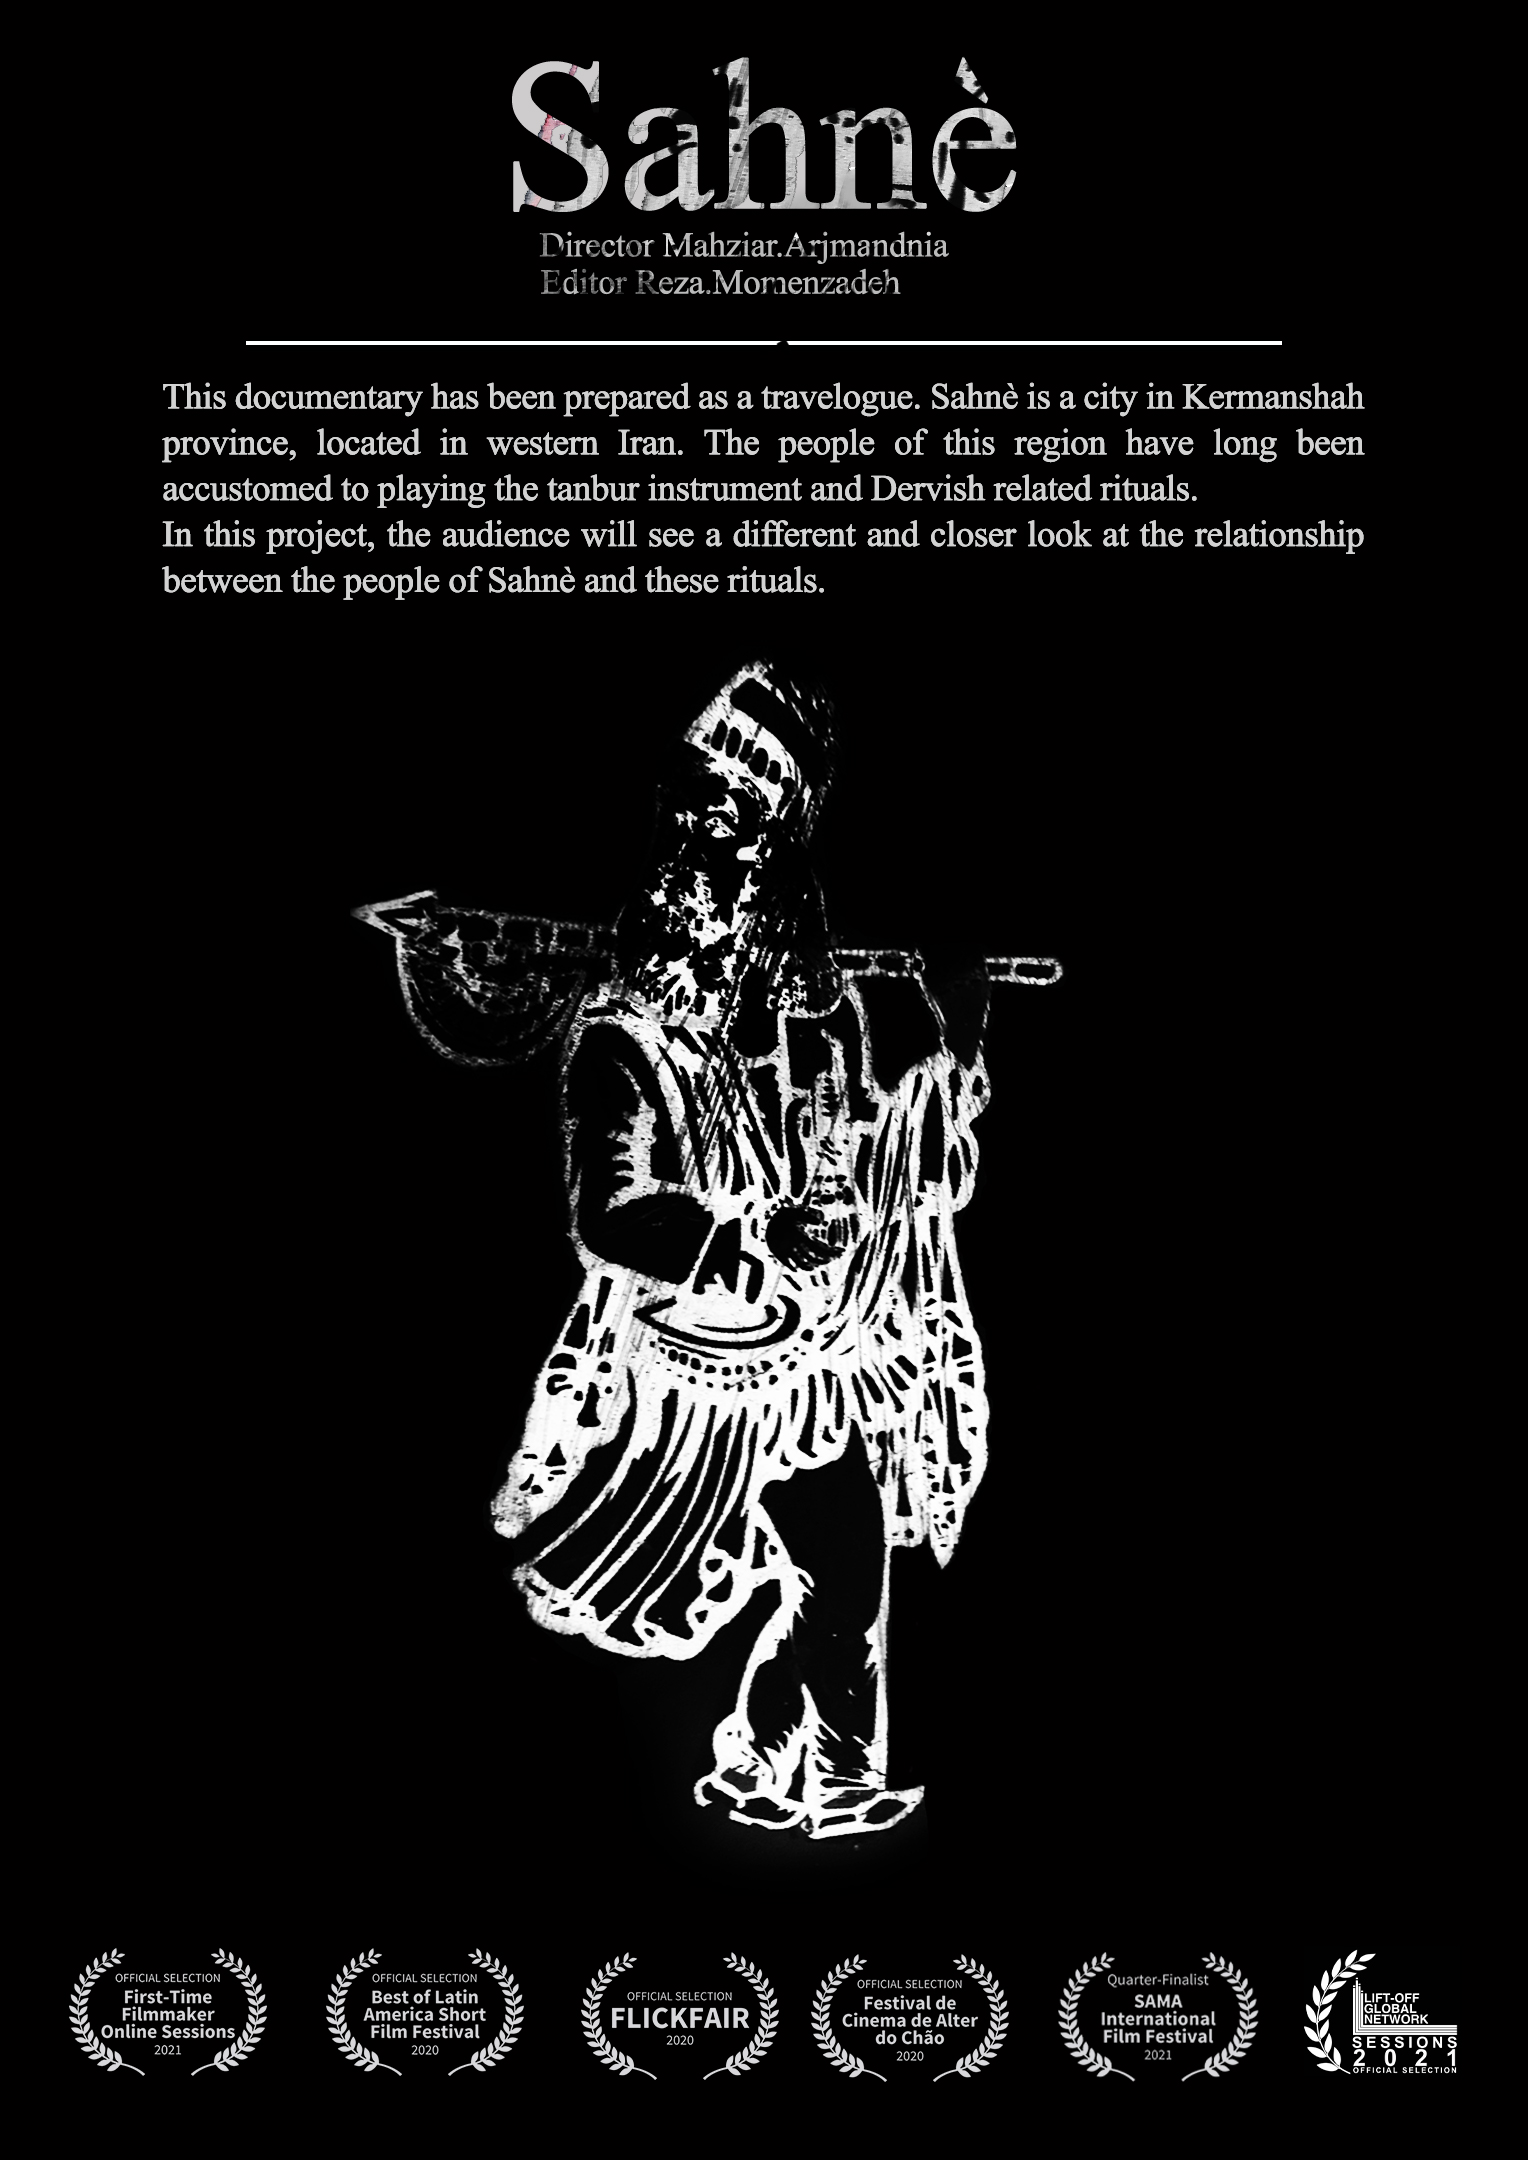 Sahnè
Director Mahziar.Arjmandnia
Editor Reza.Momenzadeh
This documentary has been prepared as a travelogue. Sahnè is a city in Kermanshah
province, located in western Iran. The people of this region have long been
accustomed to playing the tanbur instrument and Dervish related rituals.
In this project, the audience will see a different and closer look at the relationship
between the people of Sahnè and these rituals.
OFFICIAL SELECTION
First-Time
Filmmaker
Online Sessions
2021
OFFICIAL SELECTION
Best of Latin
America Short
Film Festival
2020
OFFICIAL SELECTION
FLICKFAIR
2020
OFFICIAL SELECTION
Festival de
Cinema de Alter
do Chão
2020
Quarter-Finalist
SAMA
International
Film Festival
2021
LIFT-OFF
GLOBAL
NETWORK
SESSIONS
2021
OFFICIAL SELECTION